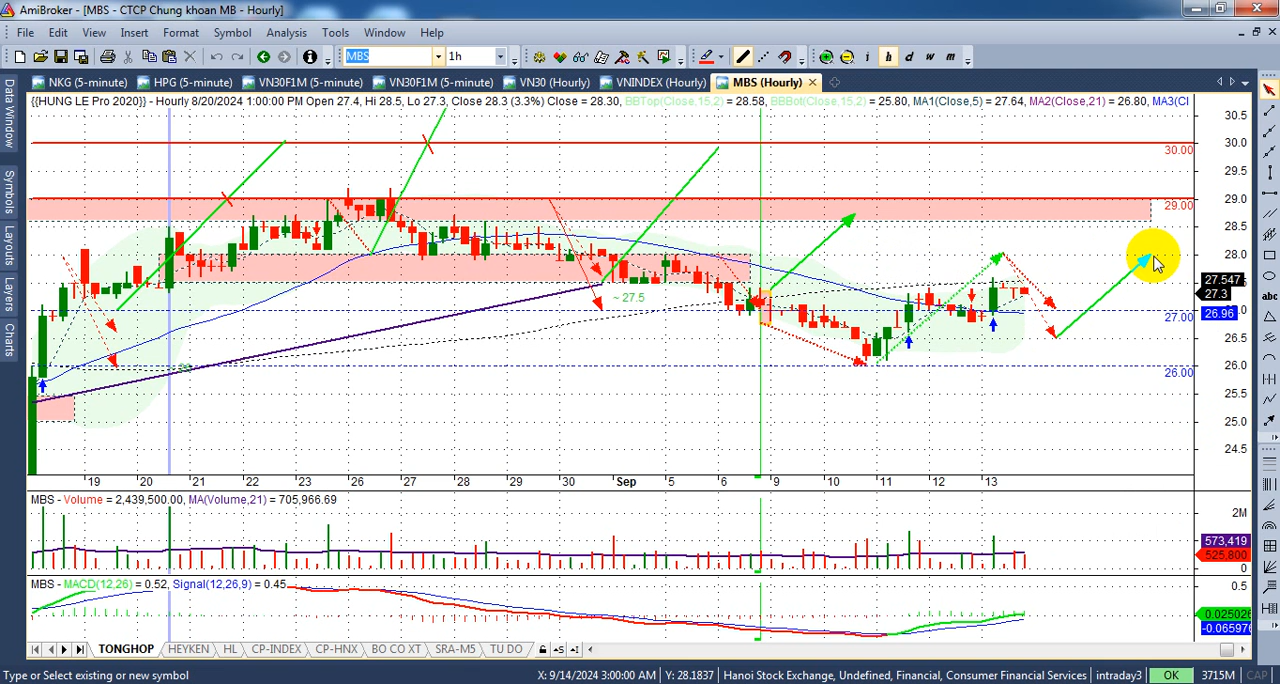 AmiBroker - [MBS - CTCP Chung khoan MB - Hourly]
File Edit View Insert Format Symbol Analysis Tools Window Help
MBS 1h i h d w m
NKG (5-minute) HPG (5-minute) VN30F1M (5-minute) VN30F1M (5-minute) VN30 (Hourly) VNINDEX (Hourly) MBS (Hourly)
Data Window
Symbols
Layouts
Layers
Charts
{{HUNG LE Pro 2020}} - Hourly 8/20/2024 1:00:00 PM Open 27.4, Hi 28.5, Lo 27.3, Close 28.3 (3.3%) Close = 28.30, BBTop(Close,15,2) = 28.58, BBBot(Close,15,2) = 25.80, MA1(Close,5) = 27.64, MA2(Close,21) = 26.80, MA3(Cl
30.5
30.0
30.00
29.5
29.0
29.00
28.5
28.0
27.547
27.3
~ 27.5
26.96
27.00
26.5
26.0
26.00
25.5
25.0
24.5
abc
19 20 21 22 23 26 27 28 29 30 Sep 5 6 9 10 11 12 13
MBS - Volume = 2,439,500.00, MA(Volume,21) = 705,966.69
2M
573,419
525,800
0
MBS - MACD(12,26) = 0.52, Signal(12,26,9) = 0.45
0.5
0.025026
-0.065976
TONGHOP HEYKEN HL CP-INDEX CP-HNX BO CO XT SRA-M5 TU DO
Type or Select existing or new symbol X: 9/14/2024 3:00:00 AM Y: 28.1837 Hanoi Stock Exchange, Undefined, Financial, Consumer Financial Services intraday3 OK 3715M CAP